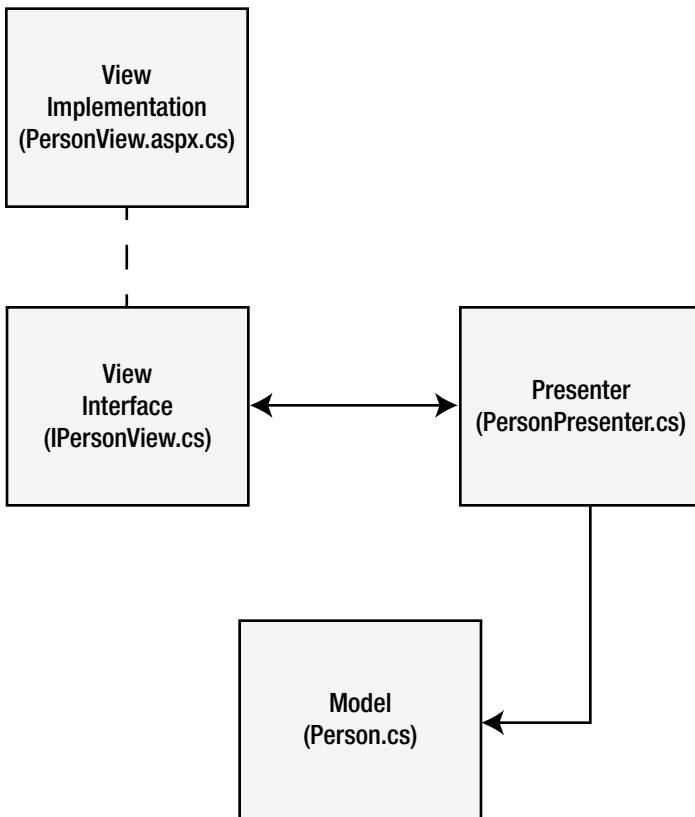 View
Implementation
(PersonView.aspx.cs)
View
Interface
(IPersonView.cs)
Presenter
(PersonPresenter.cs)
Model
(Person.cs)